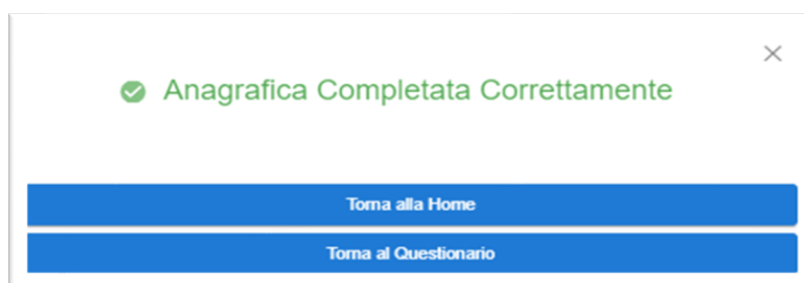 Anagrafica Completata Correttamente
Torna alla Home
Torna al Questionario